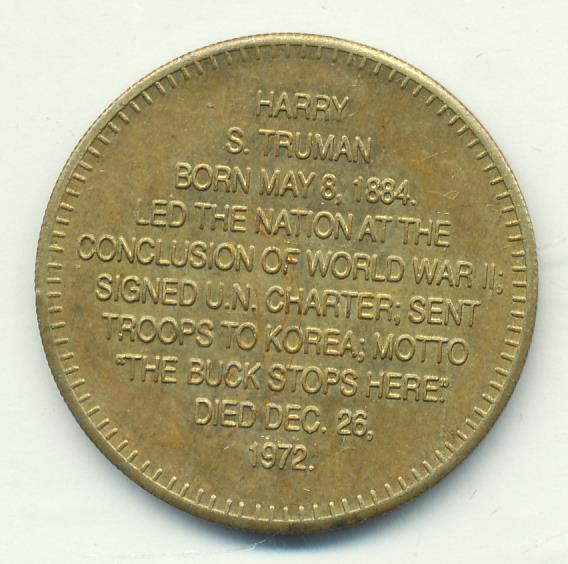 HARRY
S. TRUMAN
BORN MAY 8, 1884.
LED THE NATION AT THE
CONCLUSION OF WORLD WAR II;
SIGNED U.N. CHARTER; SENT
TROOPS TO KOREA; MOTTO
"THE BUCK STOPS HERE."
DIED DEC. 26,
1972.